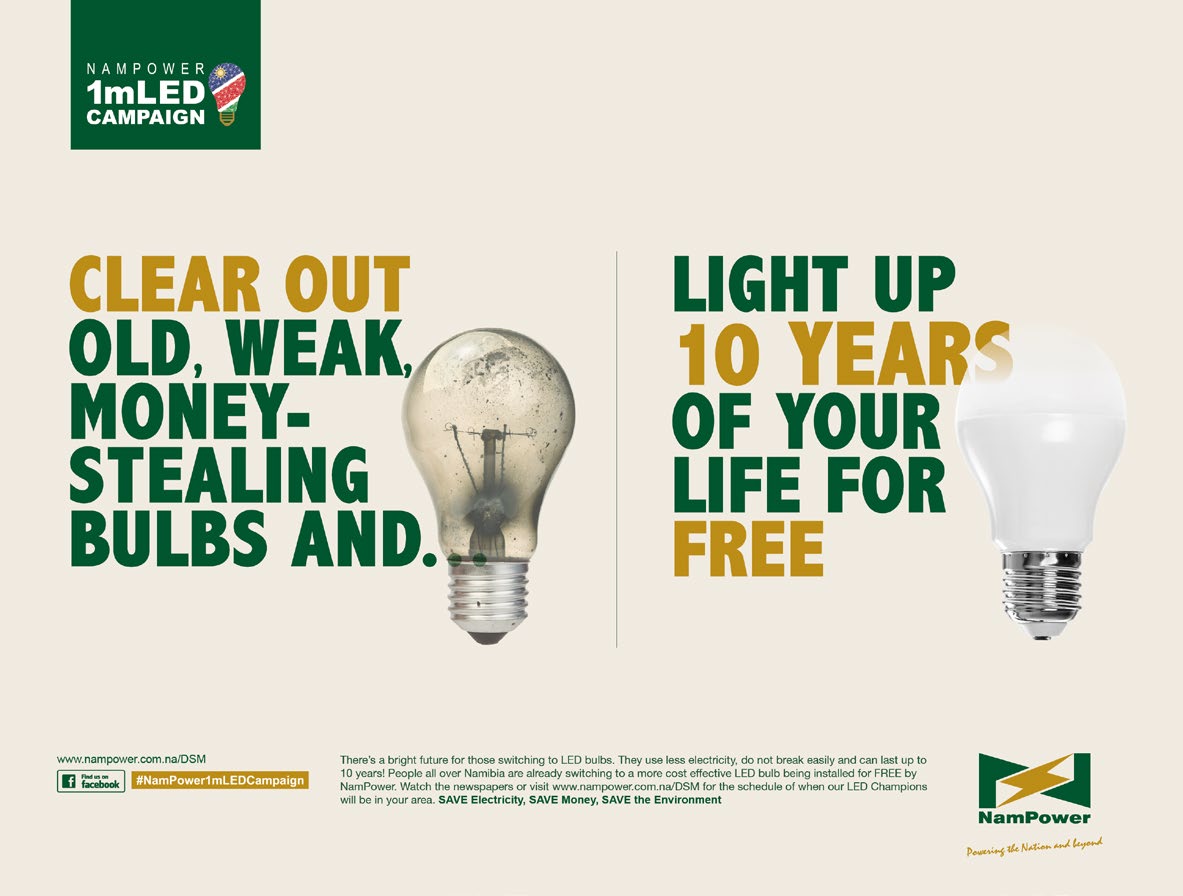 NAMPOWER
1mLED
CAMPAIGN
CLEAR OUT
OLD, WEAK,
MONEY-
STEALING
BULBS AND...
LIGHT UP
10 YEARS
OF YOUR
LIFE FOR
FREE
www.nampower.com.na/DSM
Find us on
facebook
#NamPower1mLEDCampaign
There's a bright future for those switching to LED bulbs. They use less electricity, do not break easily and can last up to
10 years! People all over Namibia are already switching to a more cost effective LED bulb being installed for FREE by
NamPower. Watch the newspapers or visit www.nampower.com.na/DSM for the schedule of when our LED Champions
will be in your area. SAVE Electricity, SAVE Money, SAVE the Environment
NamPower
Powering the Nation and beyond